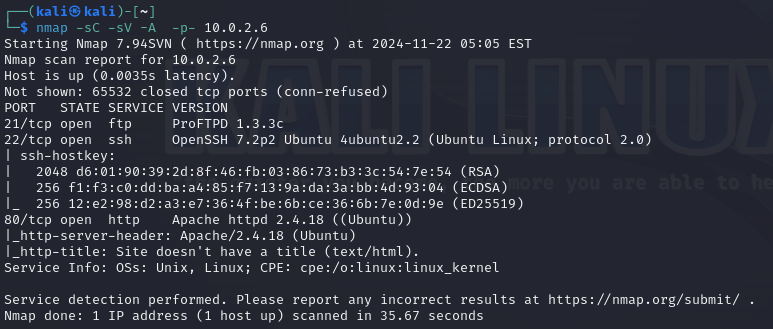 ┌──(kali㉿kali)-[~]
└─$ nmap -sC -sV -A  -p- 10.0.2.6
Starting Nmap 7.94SVN ( https://nmap.org ) at 2024-11-22 05:05 EST
Nmap scan report for 10.0.2.6
Host is up (0.0035s latency).
Not shown: 65532 closed tcp ports (conn-refused)
PORT   STATE SERVICE VERSION
21/tcp open  ftp     ProFTPD 1.3.3c
22/tcp open  ssh     OpenSSH 7.2p2 Ubuntu 4ubuntu2.2 (Ubuntu Linux; protocol 2.0)
| ssh-hostkey:
|   2048 d6:01:90:39:2d:8f:46:fb:03:86:73:b3:3c:54:7e:54 (RSA)
|   256 f1:f3:c0:dd:ba:a4:85:f7:13:9a:da:3a:bb:4d:93:04 (ECDSA)
|_  256 12:e2:98:d2:a3:e7:36:4f:be:6b:ce:36:6b:7e:0d:9e (ED25519)
80/tcp open  http    Apache httpd 2.4.18 ((Ubuntu))
|_http-server-header: Apache/2.4.18 (Ubuntu)
|_http-title: Site doesn't have a title (text/html).
Service Info: OSs: Unix, Linux; CPE: cpe:/o:linux:linux_kernel
Service detection performed. Please report any incorrect results at https://nmap.org/submit/ .
Nmap done: 1 IP address (1 host up) scanned in 35.67 seconds
KALI LINUX
more you are able to